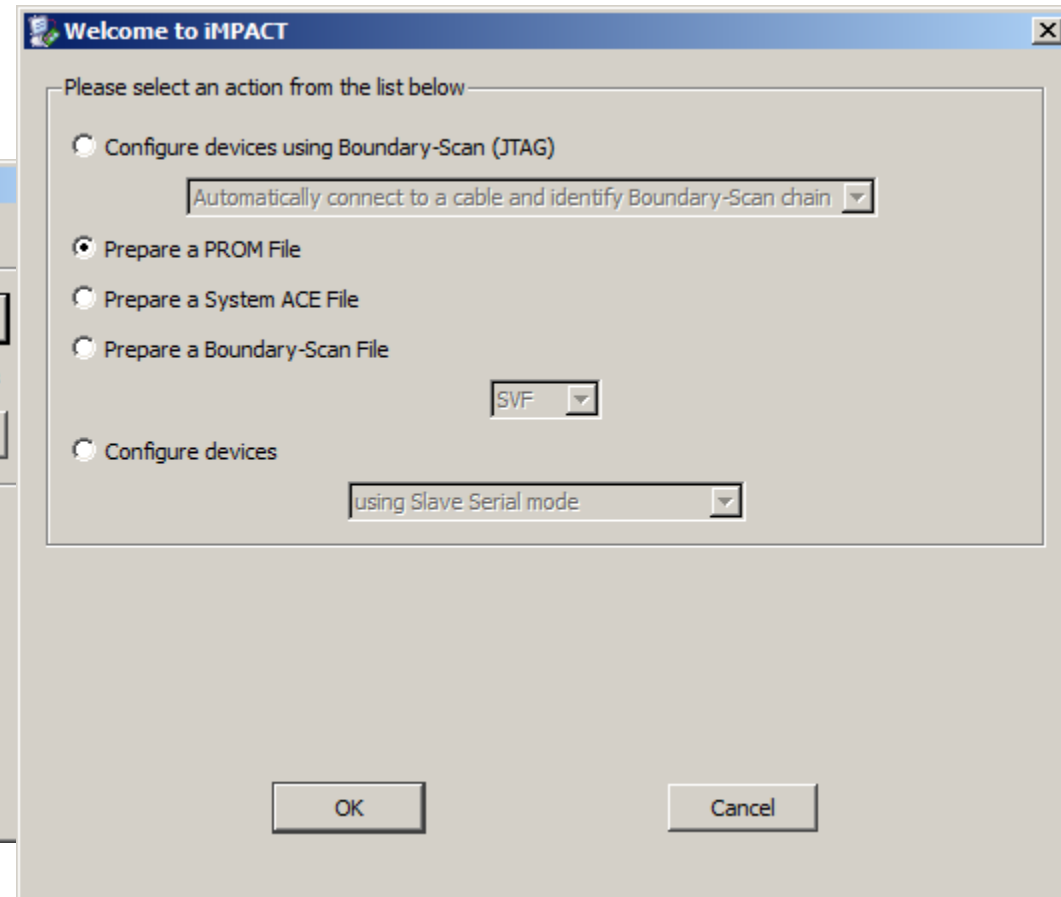 Welcome to iMPACT
Please select an action from the list below
Configure devices using Boundary-Scan (JTAG)
Automatically connect to a cable and identify Boundary-Scan chain
Prepare a PROM File
Prepare a System ACE File
Prepare a Boundary-Scan File
SVF
Configure devices
using Slave Serial mode
OK Cancel